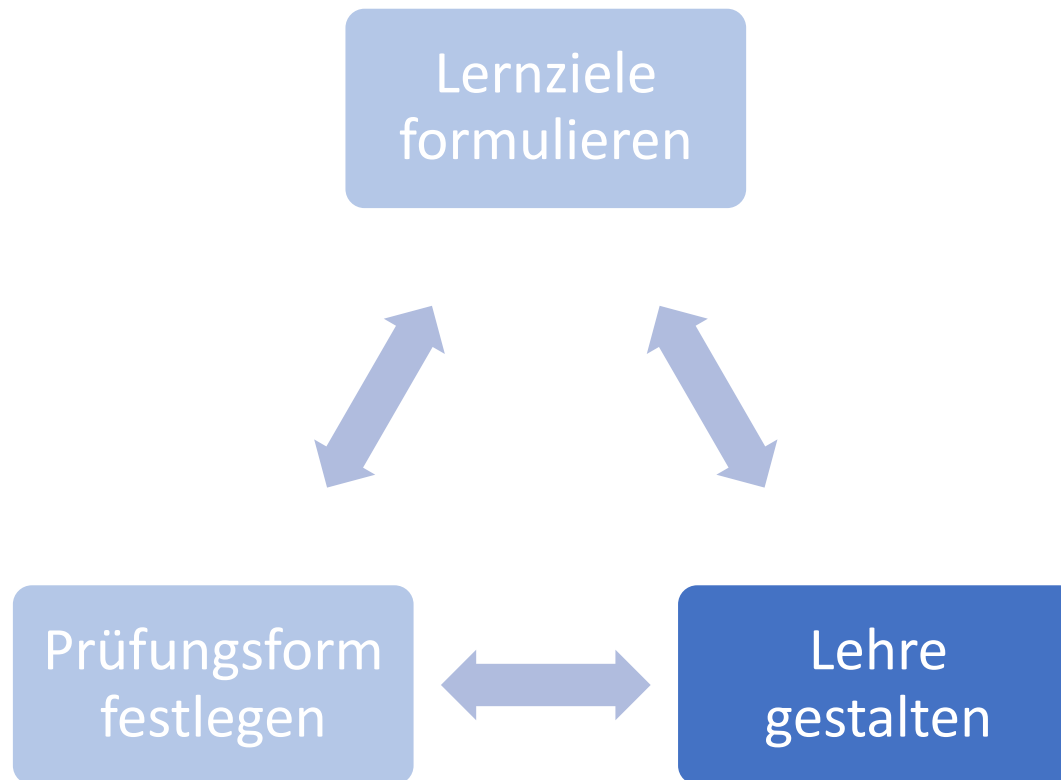 Lernziele
formulieren
Prüfungsform
festlegen
Lehre
gestalten